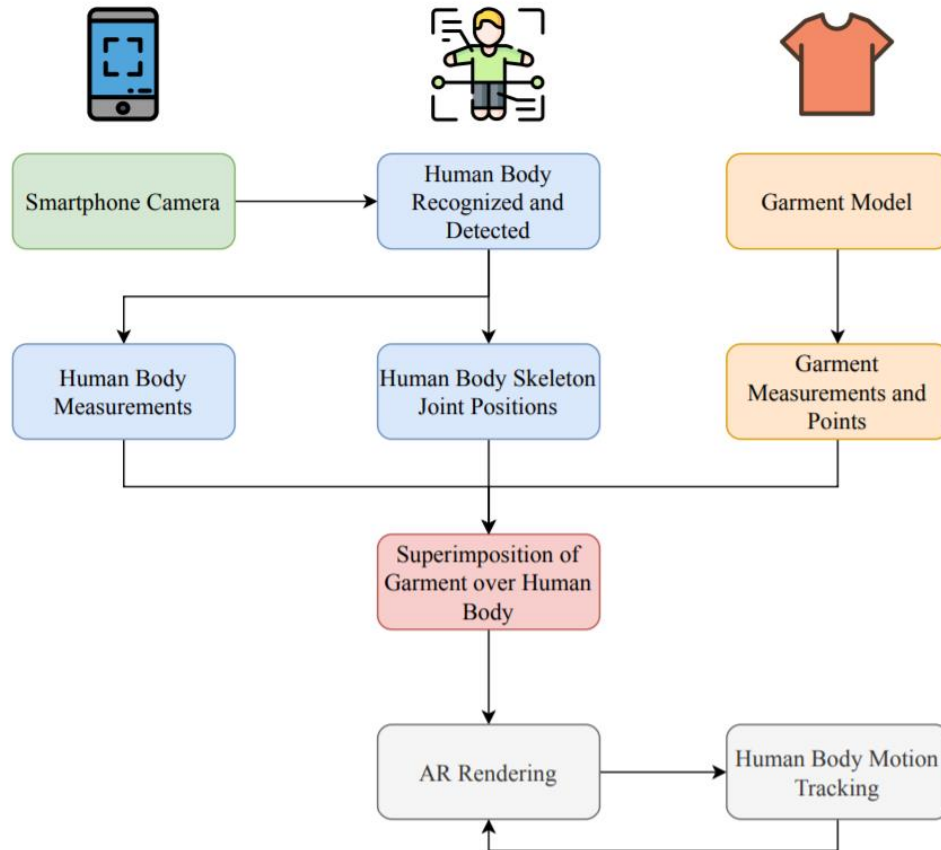 Smartphone Camera
Human Body
Recognized and
Detected
Garment Model
Human Body
Measurements
Human Body Skeleton
Joint Positions
Garment
Measurements and
Points
Superimposition of
Garment over Human
Body
AR Rendering
Human Body Motion
Tracking